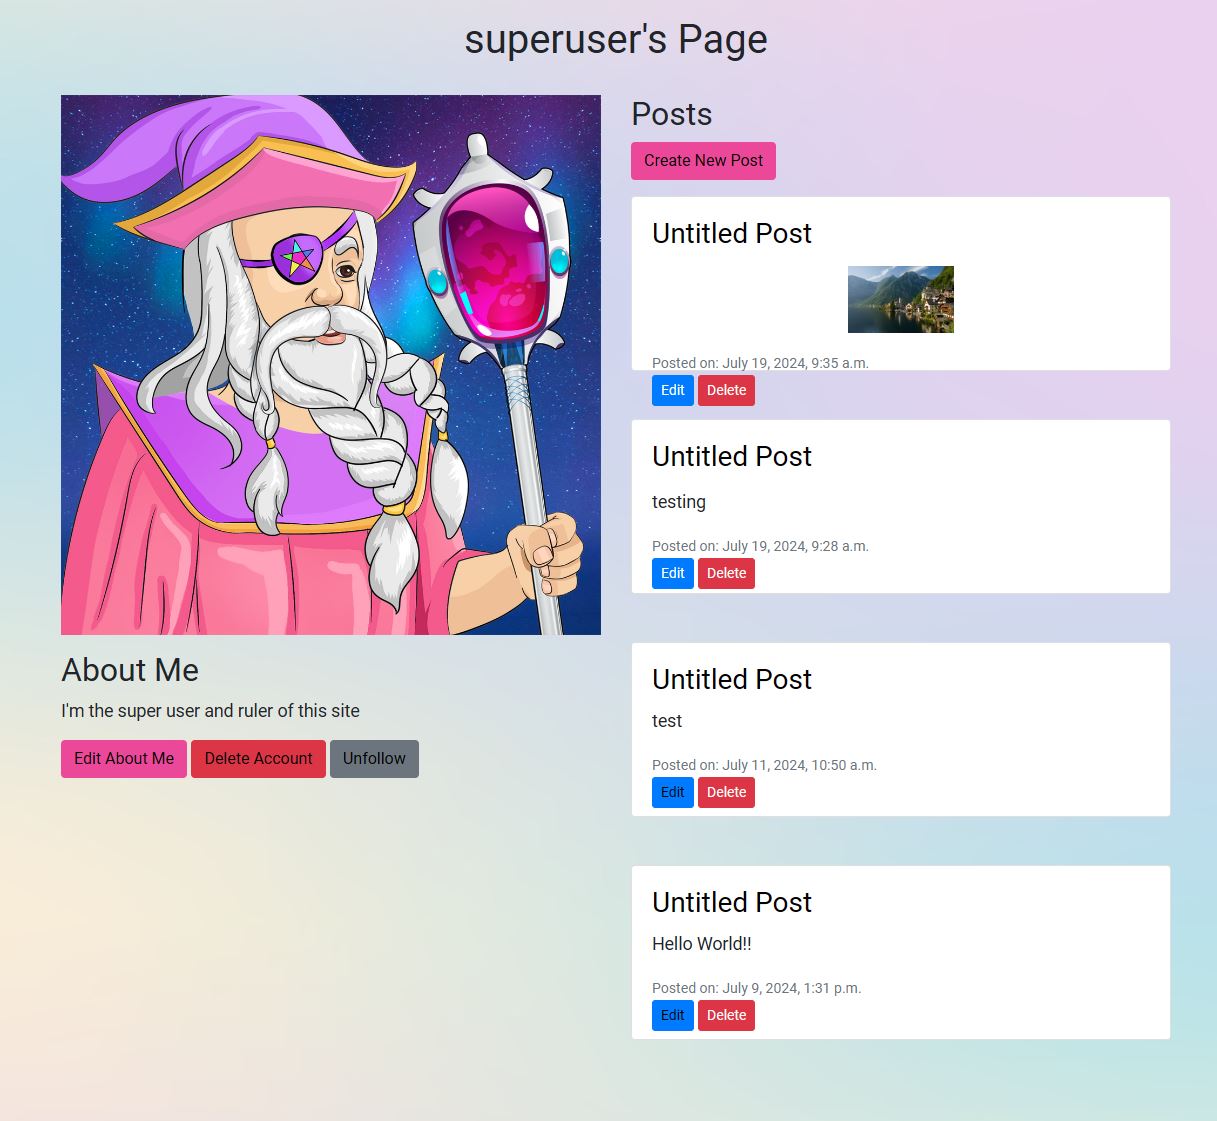 superuser's Page
Posts
Create New Post
Untitled Post
Posted on: July 19, 2024, 9:35 a.m.
Edit Delete
Untitled Post
testing
Posted on: July 19, 2024, 9:28 a.m.
Edit Delete
Untitled Post
test
Posted on: July 11, 2024, 10:50 a.m.
Edit Delete
Untitled Post
Hello World!!
Posted on: July 9, 2024, 1:31 p.m.
Edit Delete
About Me
I'm the super user and ruler of this site
Edit About Me Delete Account Unfollow